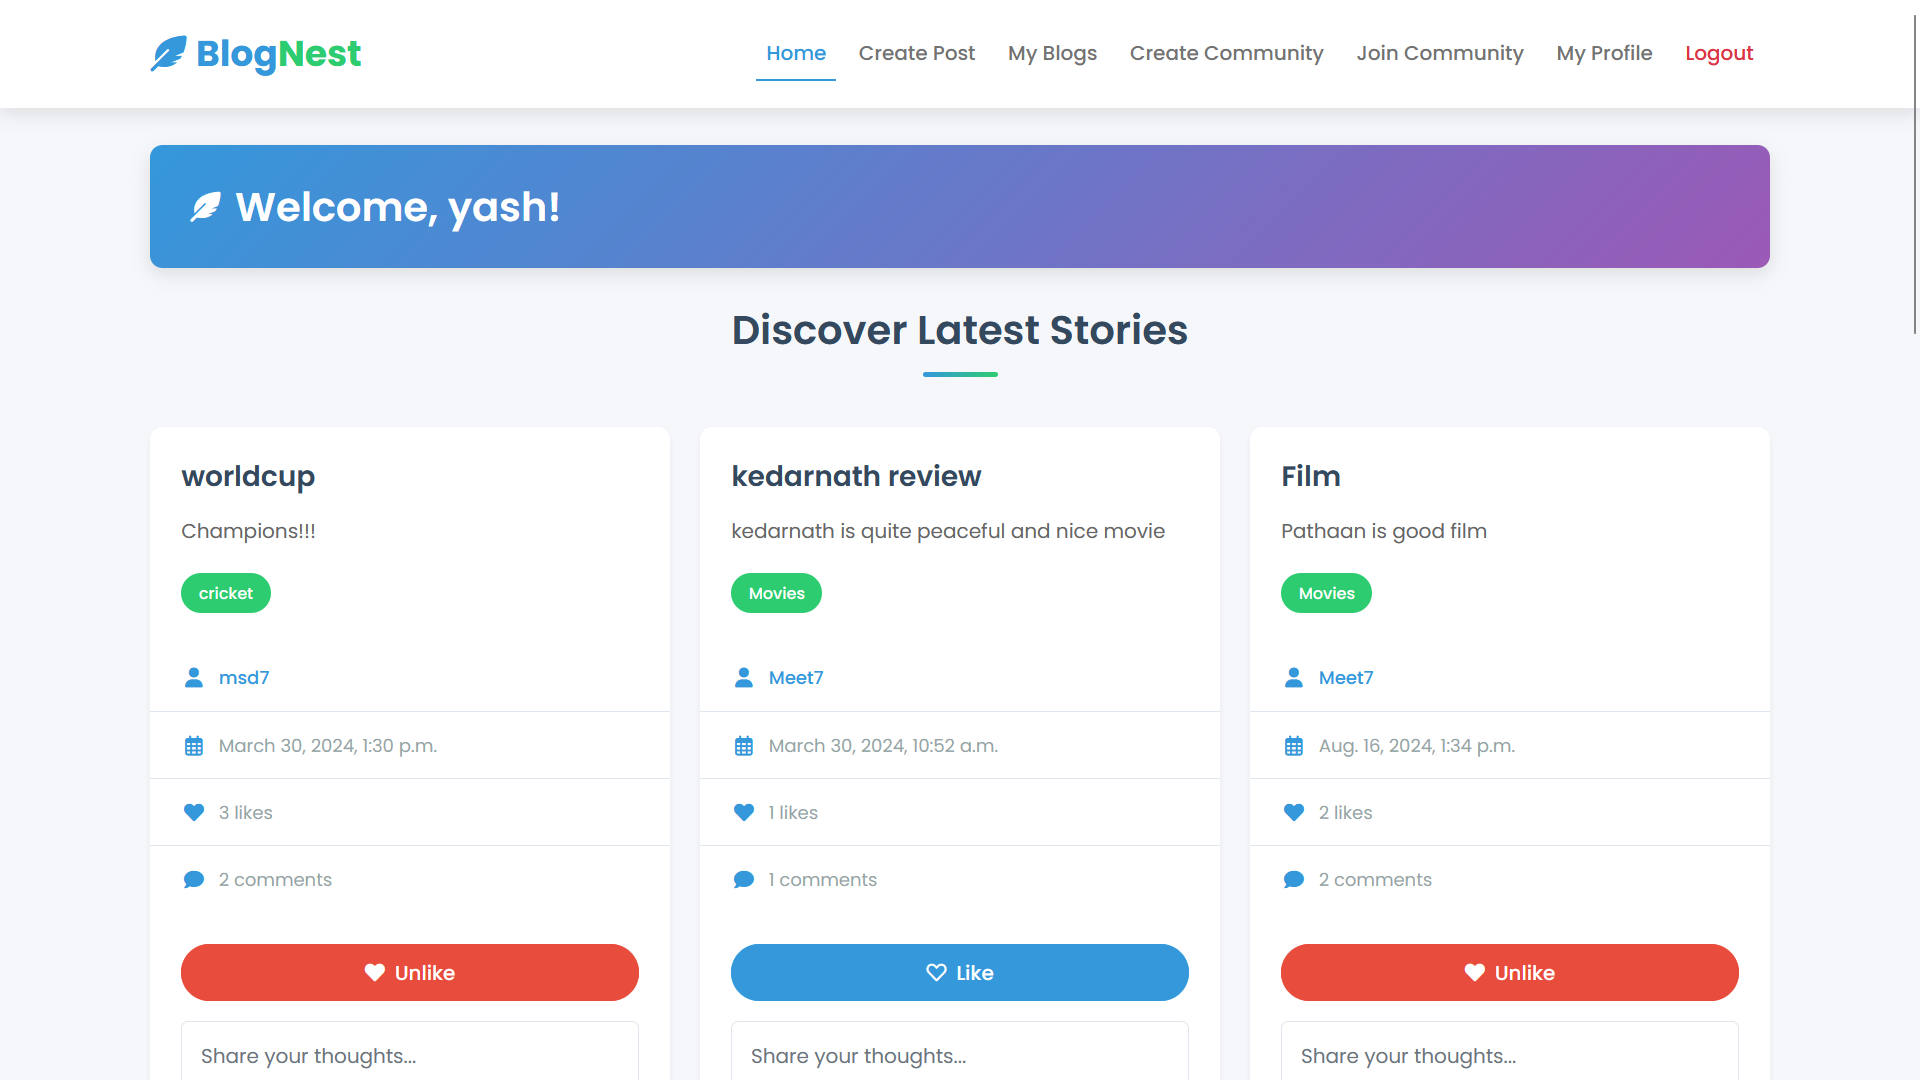 BlogNest
Home Create Post My Blogs Create Community Join Community My Profile Logout
Welcome, yash!
Discover Latest Stories
worldcup
Champions!!!
cricket
msd7
March 30, 2024, 1:30 p.m.
3 likes
2 comments
Unlike
Share your thoughts...
kedarnath review
kedarnath is quite peaceful and nice movie
Movies
Meet7
March 30, 2024, 10:52 a.m.
1 likes
1 comments
Like
Share your thoughts...
Film
Pathaan is good film
Movies
Meet7
Aug. 16, 2024, 1:34 p.m.
2 likes
2 comments
Unlike
Share your thoughts...